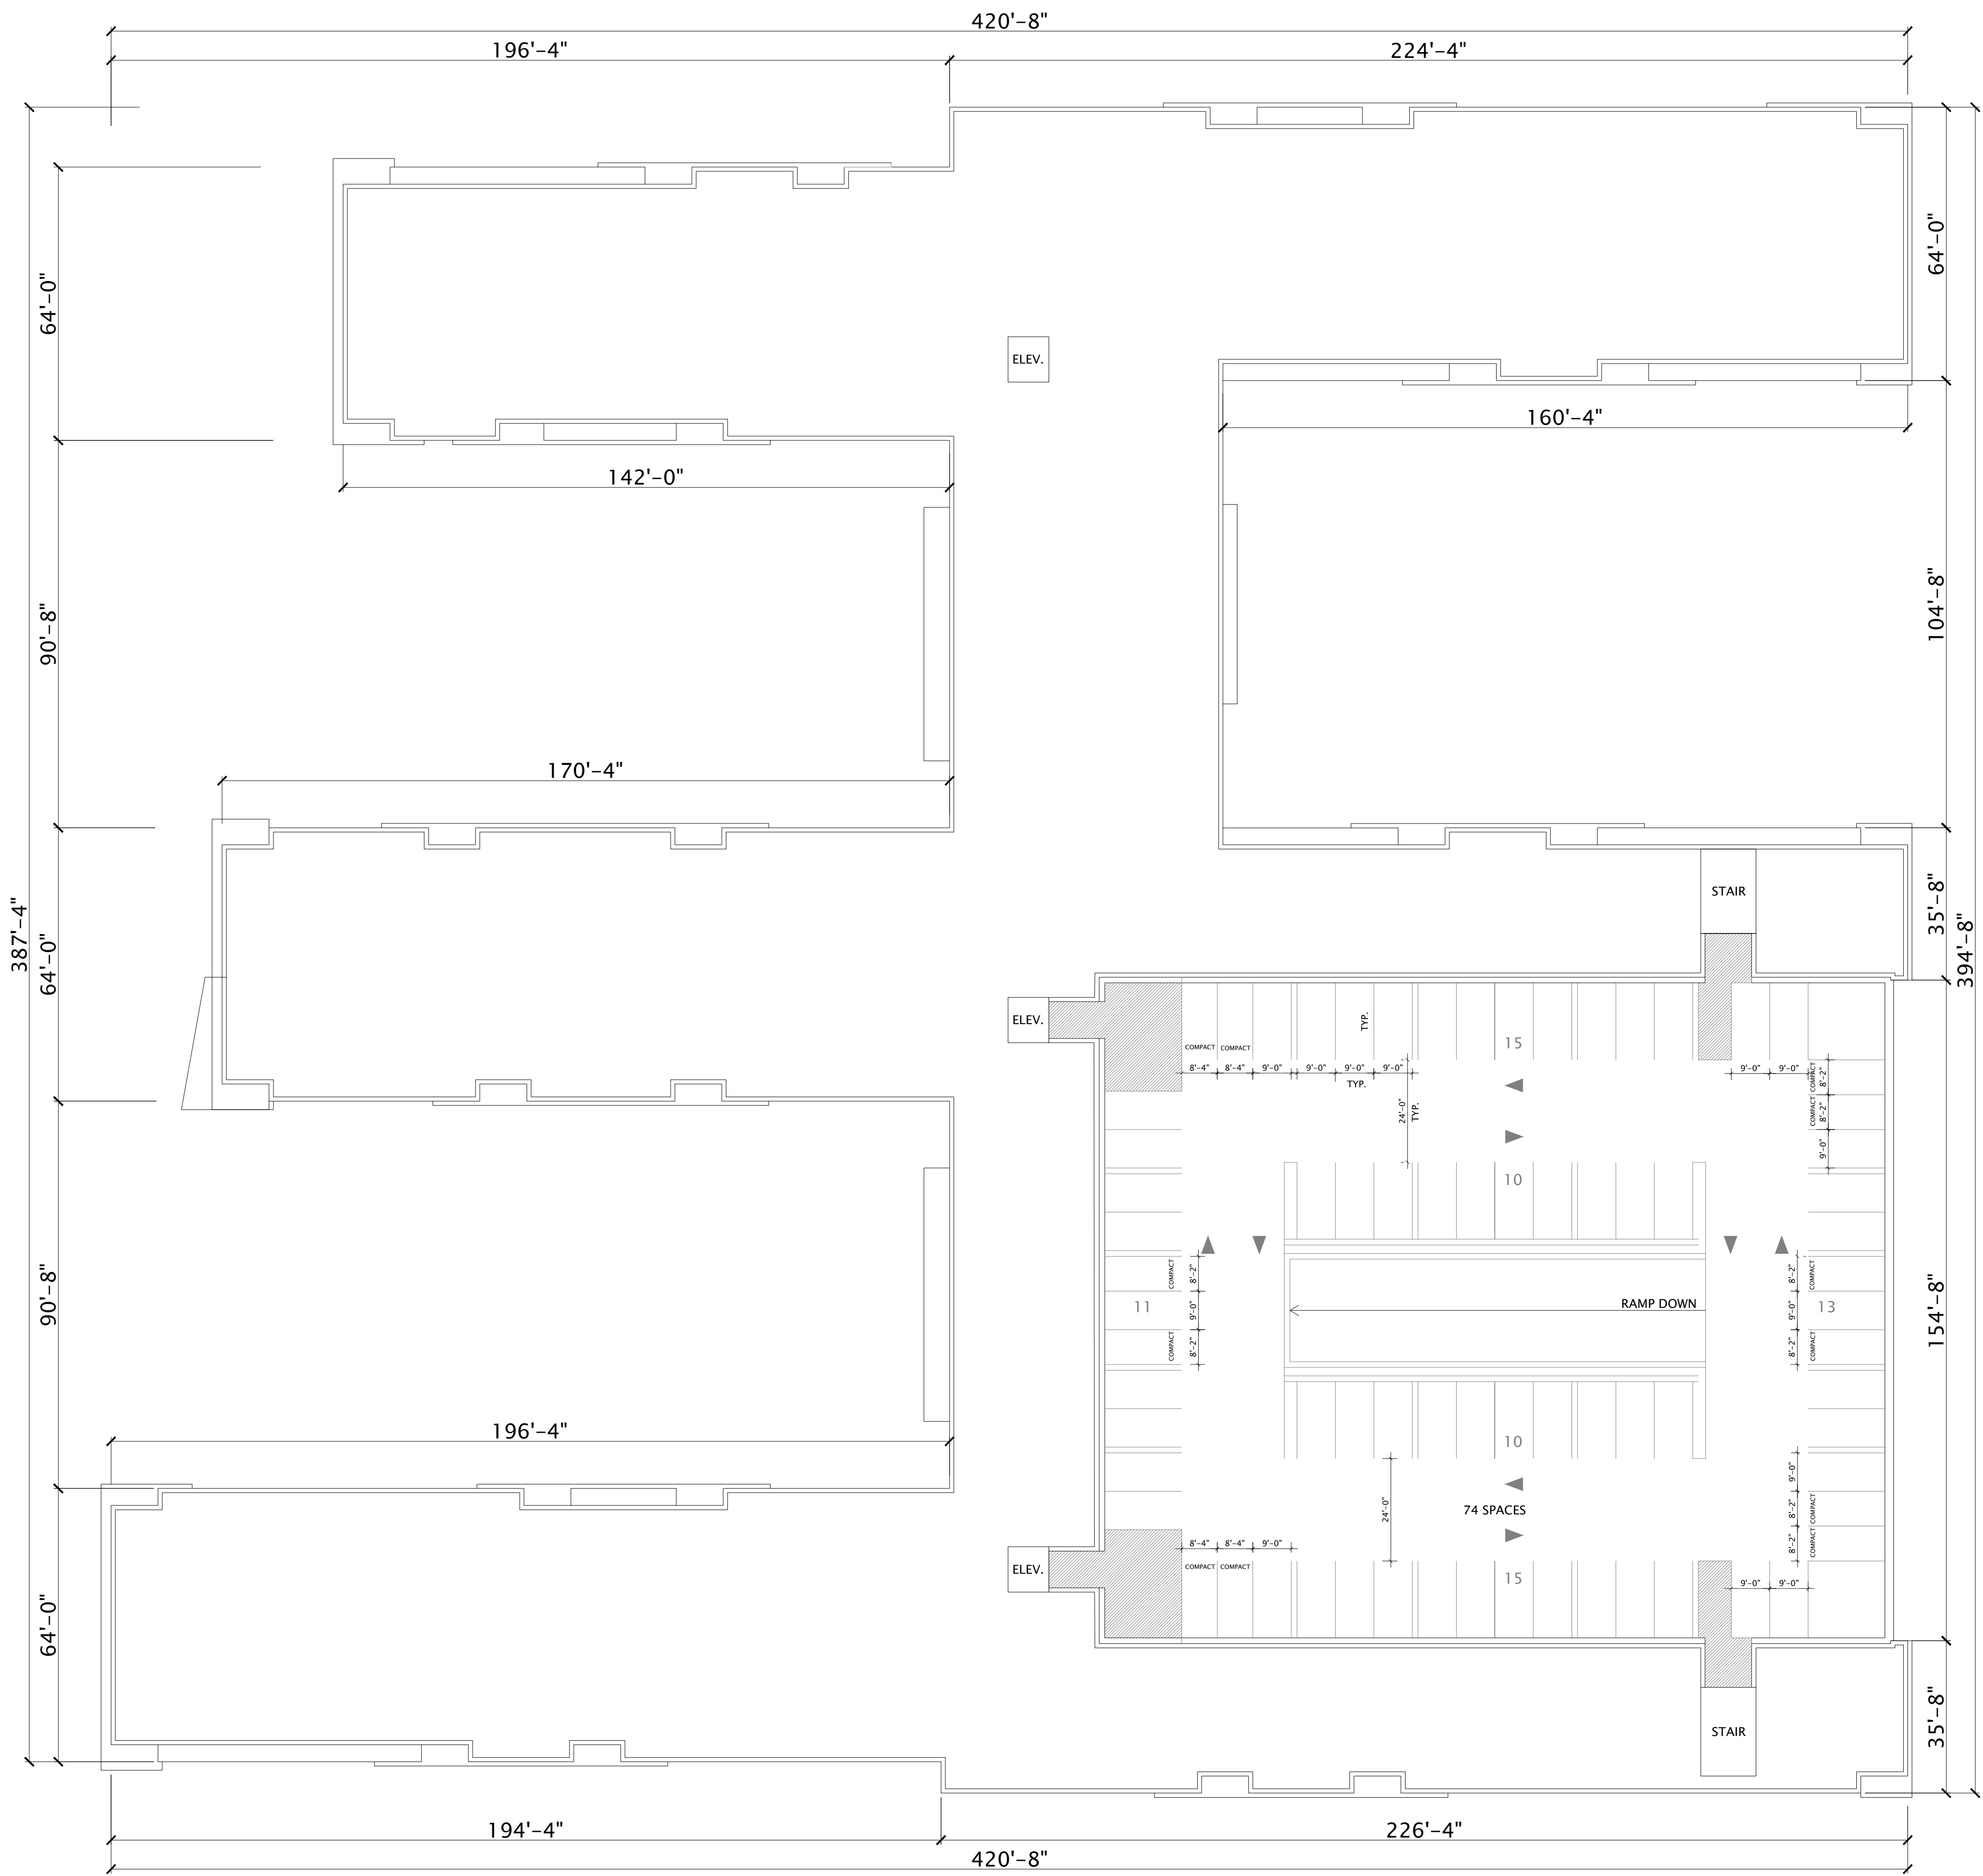 420'-8"
196'-4"
224'-4"
64'-0"
64'-0"
ELEV.
160'-4"
142'-0"
90'-8"
104'-8"
170'-4"
STAIR
35'-8"
387'-4"
64'-0"
394'-8"
ELEV.
TYP.
15
COMPACT
COMPACT
8'-4"
8'-4"
9'-0"
9'-0"
9'-0"
9'-0"
TYP.
9'-0"
9'-0"
COMPACT
8'-2"
COMPACT
8'-2"
9'-0"
24'-0"
TYP.
10
COMPACT
8'-2"
9'-0"
COMPACT
8'-2"
11
RAMP DOWN
8'-2"
COMPACT
9'-0"
13
8'-2"
COMPACT
90'-8"
154'-8"
196'-4"
10
24'-0"
74 SPACES
9'-0"
8'-2"
COMPACT
8'-2"
COMPACT
8'-4"
8'-4"
9'-0"
COMPACT
COMPACT
ELEV.
15
9'-0"
9'-0"
64'-0"
STAIR
35'-8"
194'-4"
226'-4"
420'-8"